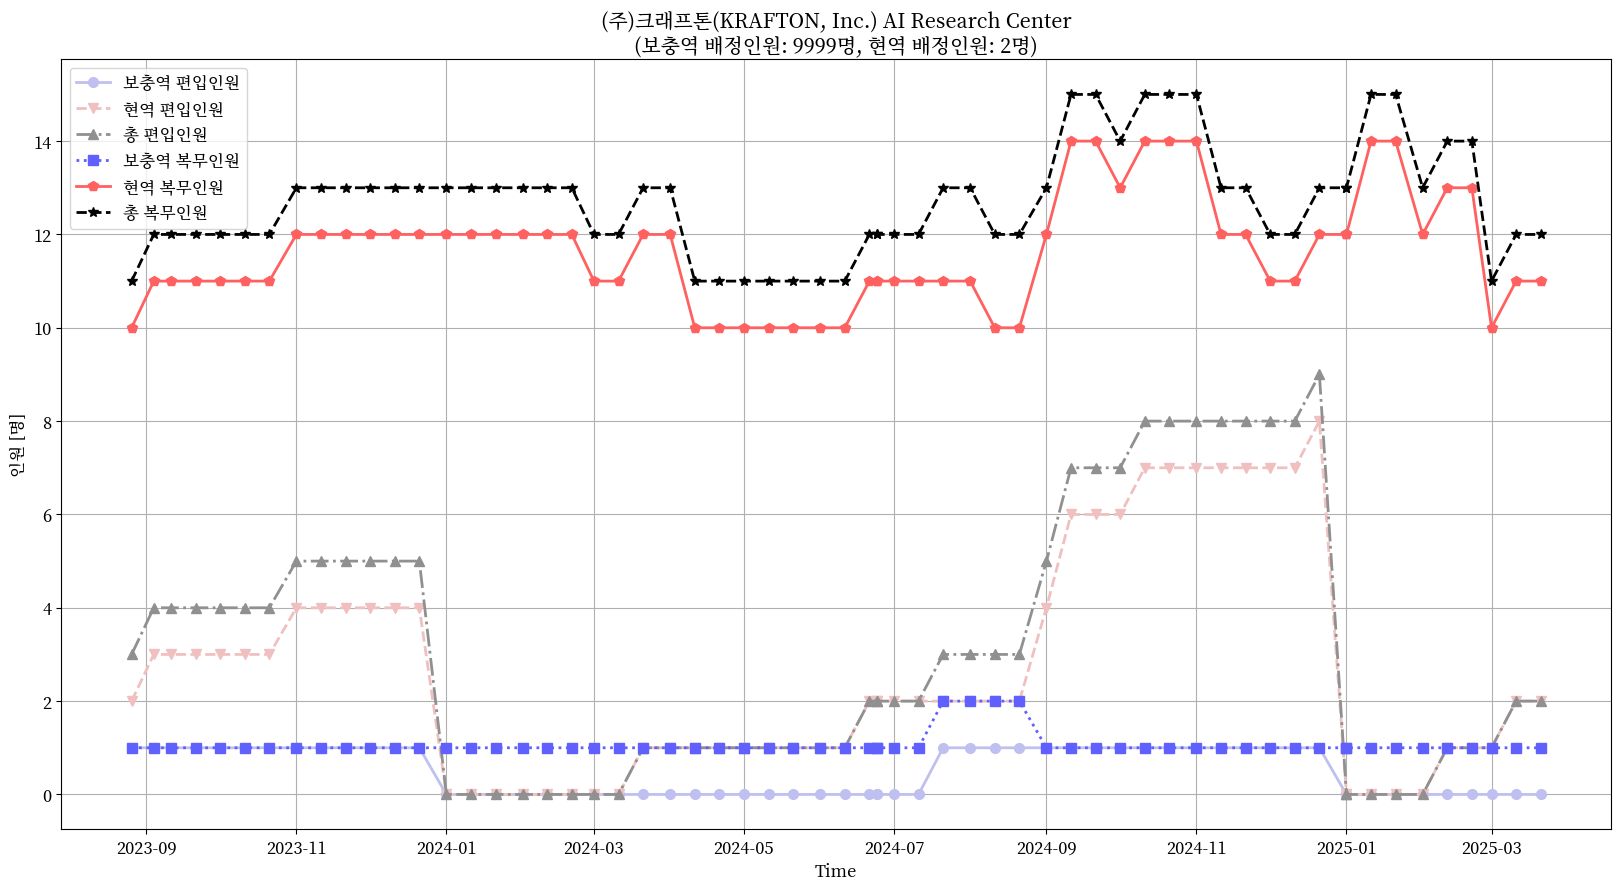 (주)크래프톤(KRAFTON, Inc.) AI Research Center
(보충역 배정인원: 9999명, 현역 배정인원: 2명)
보충역 편입인원
현역 편입인원
총 편입인원
보충역 복무인원
현역 복무인원
총 복무인원
14
12
10
8
6
4
2
0
인원 [명]
2023-09
2023-11
2024-01
2024-03
2024-05
2024-07
2024-09
2024-11
2025-01
2025-03
Time